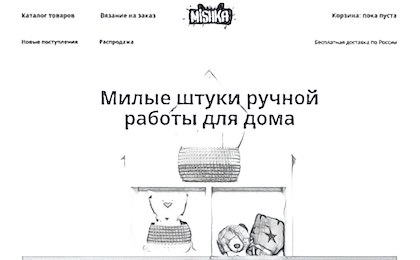 Каталог товаров
Вязание на заказ
MiSHKA
Корзина: пока пуста
Новые поступления
Распродажа
Бесплатная доставка по России
Милые штуки ручной
работы для дома